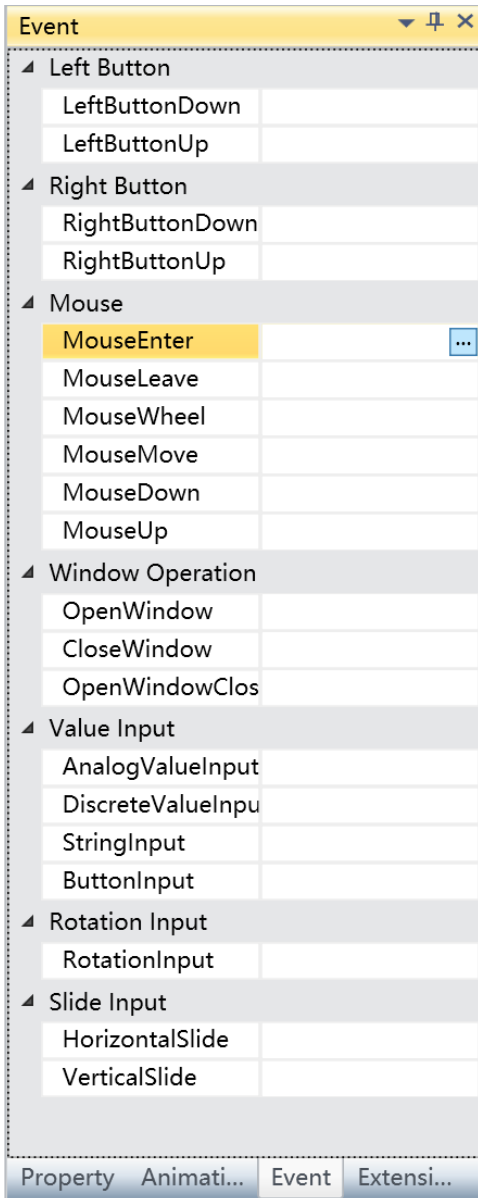 Event
Left Button
LeftButtonDown
LeftButtonUp
Right Button
RightButtonDown
RightButtonUp
Mouse
MouseEnter ...
MouseLeave
MouseWheel
MouseMove
MouseDown
MouseUp
Window Operation
OpenWindow
CloseWindow
OpenWindowClos
Value Input
AnalogValueInput
DiscreteValueInpu
StringInput
ButtonInput
Rotation Input
RotationInput
Slide Input
HorizontalSlide
VerticalSlide
Property Animati... Event Extensi...